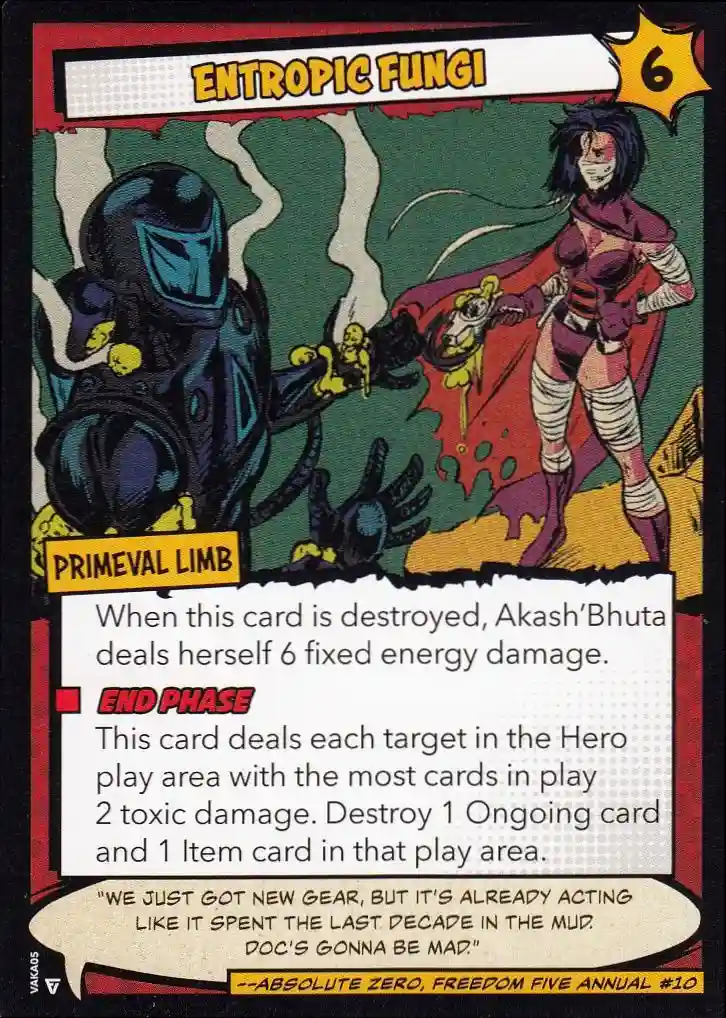 ENTROPIC FUNGI
6
PRIMEVAL LIMB
When this card is destroyed, Akash'Bhuta
deals herself 6 fixed energy damage.
END PHASE
This card deals each target in the Hero
play area with the most cards in play
2 toxic damage. Destroy 1 Ongoing card
and 1 Item card in that play area.
"WE JUST GOT NEW GEAR, BUT IT'S ALREADY ACTING
LIKE IT SPENT THE LAST DECADE IN THE MUD.
DOC'S GONNA BE MAD."
--ABSOLUTE ZERO, FREEDOM FIVE ANNUAL #10
VAKA05